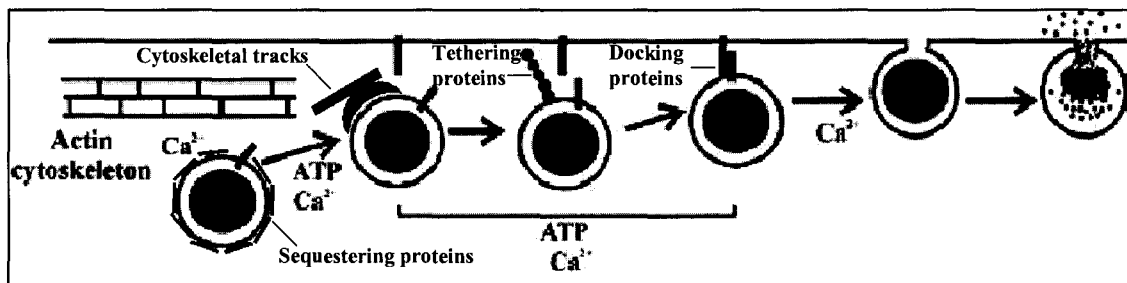 Cytoskeletal tracks
Tethering
proteins
Docking
proteins
Actin
cytoskeleton
Ca²⁺
ATP
Ca²⁺
Sequestering proteins
ATP
Ca²⁺
Ca²⁺